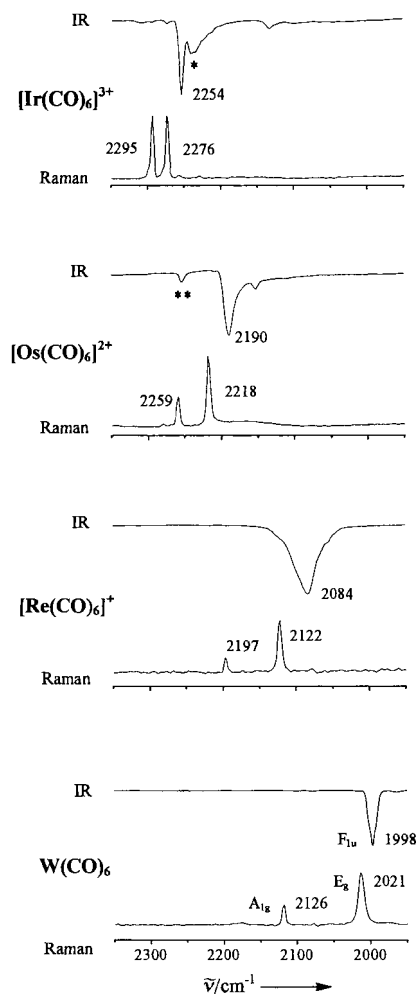 IR
*
2254
[Ir(CO)₆]³⁺
2295
2276
Raman
IR
**
2190
[Os(CO)₆]²⁺
2259
2218
Raman
IR
2084
[Re(CO)₆]⁺
2197
2122
Raman
IR
F₁ᵤ
1998
W(CO)₆
A₁g
2126
E_g
2021
Raman
2300 2200 2100 2000
ν̃/cm⁻¹ →